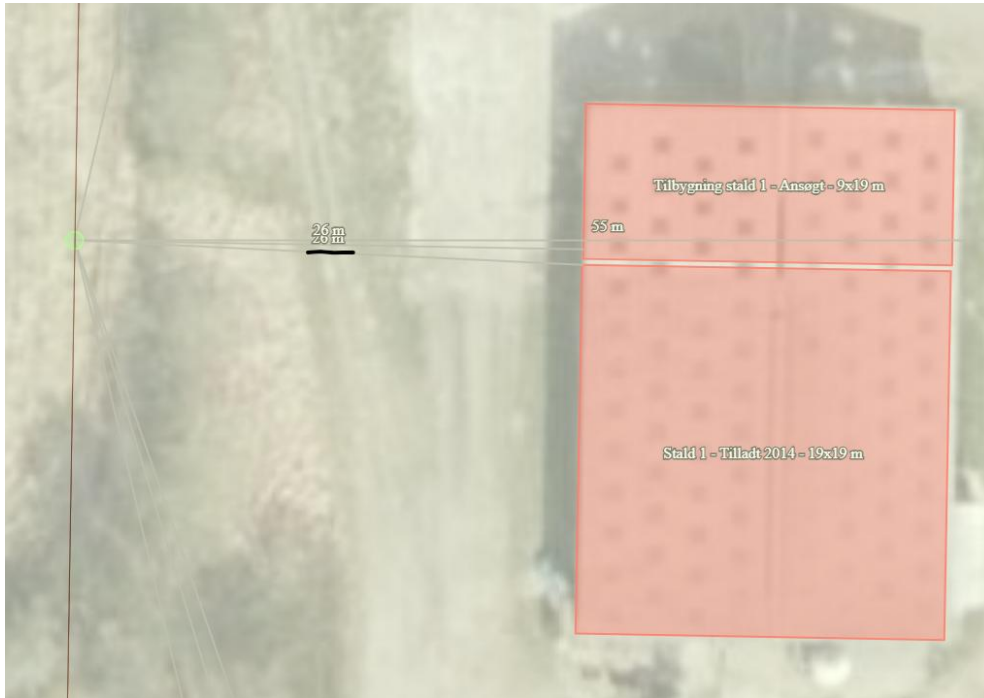 Tilbygning stald 1 - Ansøgt - 9x19 m
55 m
26 m
26 m
Stald 1 - Tilladt 2014 - 19x19 m